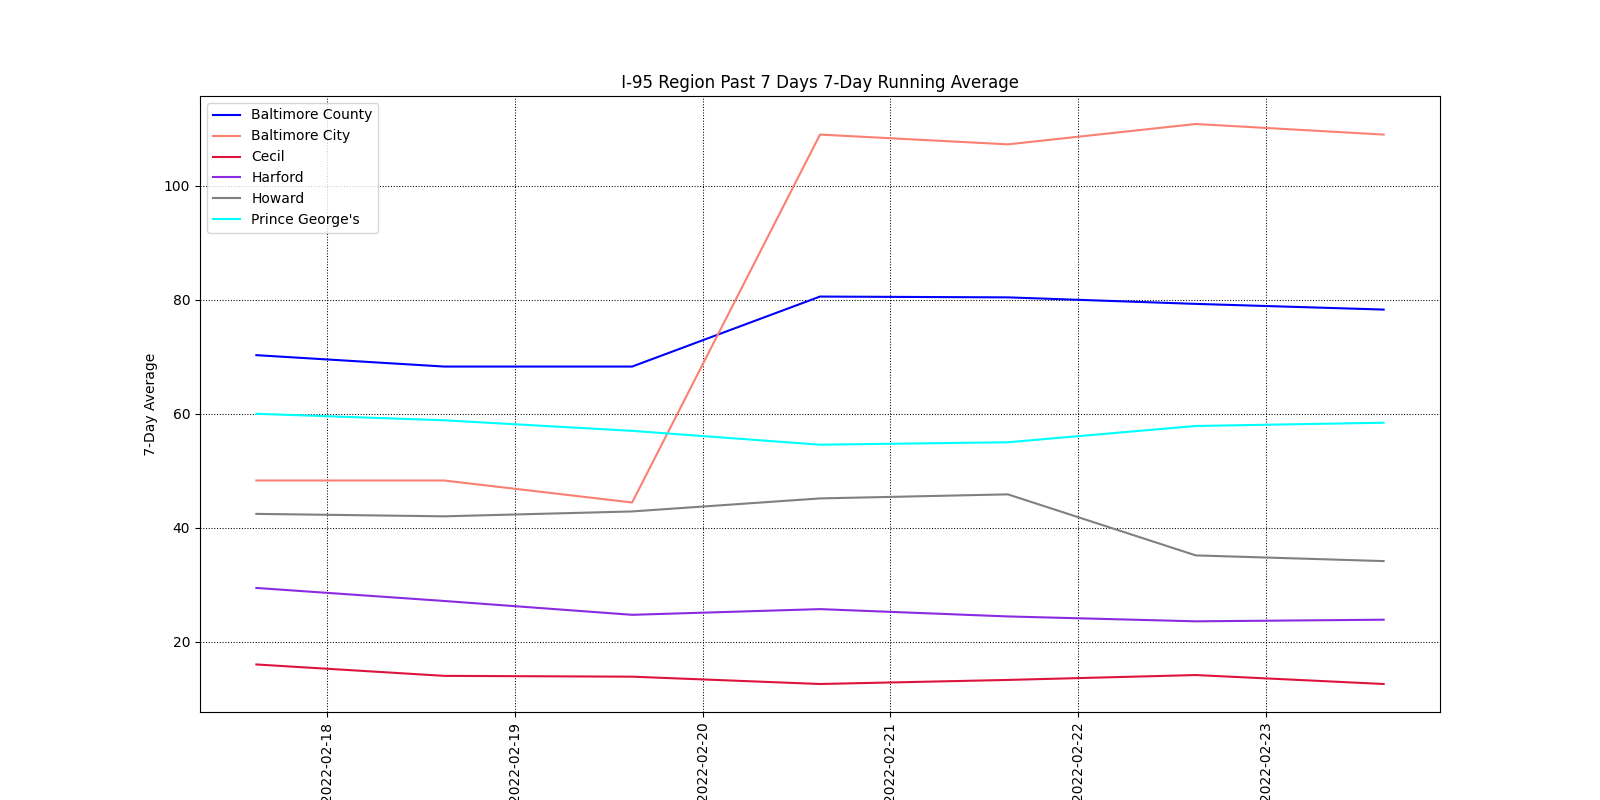 I-95 Region Past 7 Days 7-Day Running Average
Baltimore County
Baltimore City
Cecil
Harford
Howard
Prince George's
7-Day Average
100
80
60
40
20
2022-02-18
2022-02-19
2022-02-20
2022-02-21
2022-02-22
2022-02-23